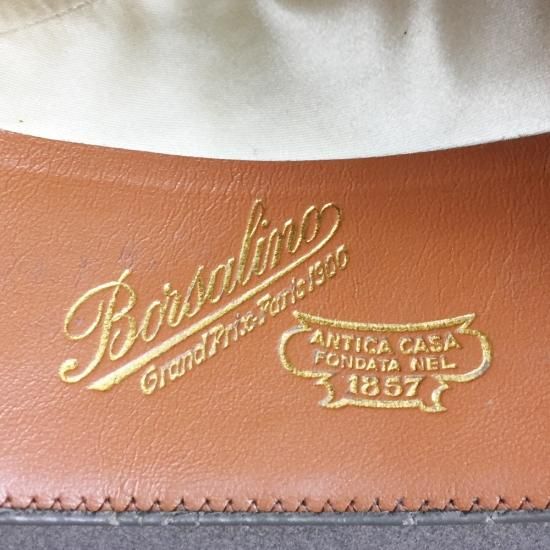 Borsalino
Grand Prix-Paris 1900
ANTICA CASA
FONDATA NEL
1857